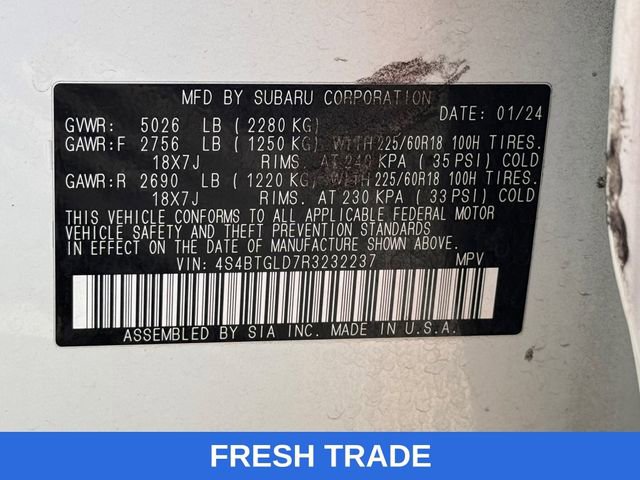 MFD BY SUBARU CORPORATION
DATE: 01/24
GVWR: 5026 LB ( 2280 KG)
GAWR:F 2756 LB ( 1250 KG) WITH 225/60R18 100H TIRES.
18X7J RIMS. AT 240 KPA ( 35 PSI) COLD
GAWR:R 2690 LB ( 1220 KG) WITH 225/60R18 100H TIRES.
18X7J RIMS. AT 230 KPA ( 33 PSI) COLD
THIS VEHICLE CONFORMS TO ALL APPLICABLE FEDERAL MOTOR
VEHICLE SAFETY AND THEFT PREVENTION STANDARDS
IN EFFECT ON THE DATE OF MANUFACTURE SHOWN ABOVE.
VIN: 4S4BTGLD7R3232237 MPV
ASSEMBLED BY SIA INC. MADE IN U.S.A.
FRESH TRADE